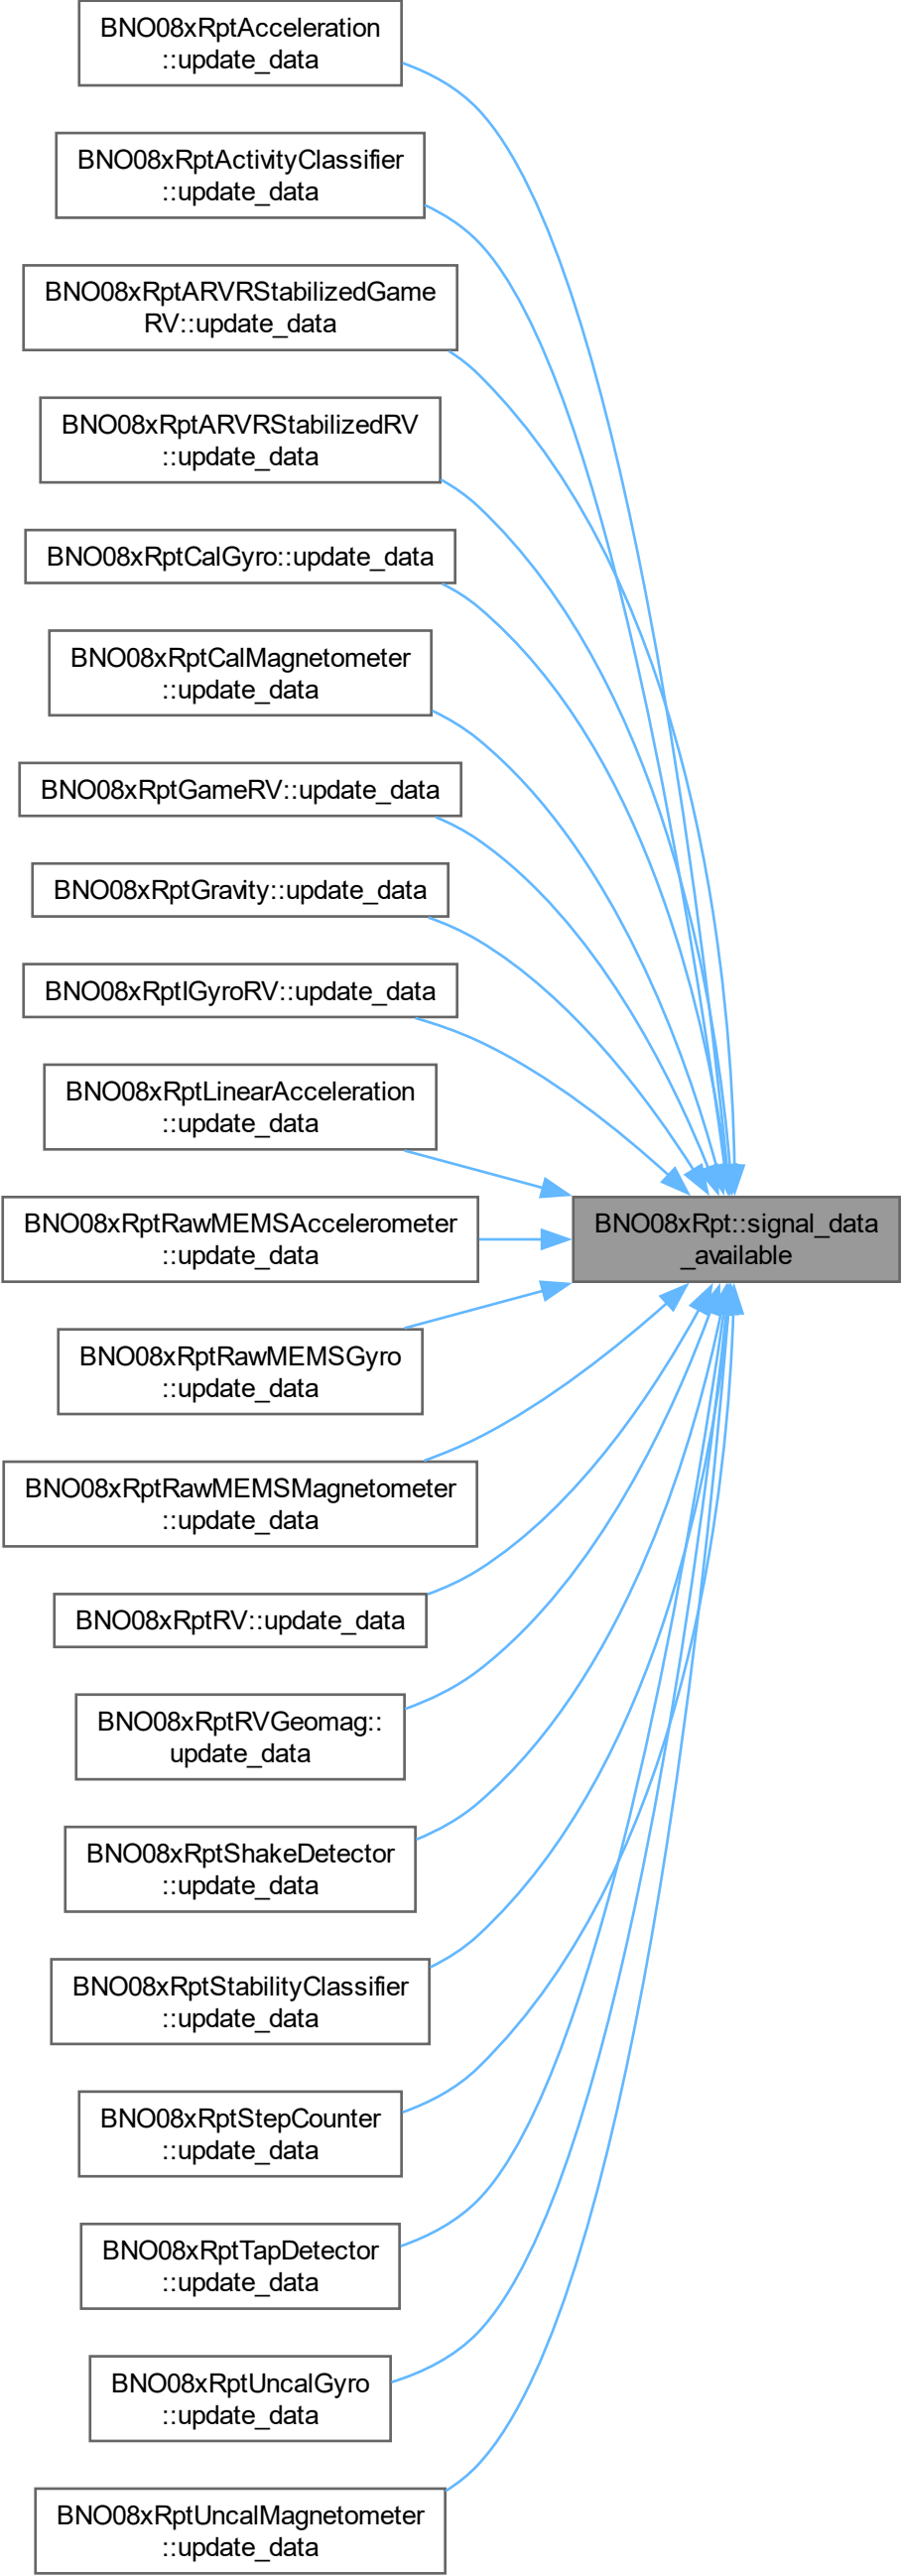 BNO08xRptAcceleration
::update_data
BNO08xRptActivityClassifier
::update_data
BNO08xRptARVRStabilizedGame
RV::update_data
BNO08xRptARVRStabilizedRV
::update_data
BNO08xRptCalGyro::update_data
BNO08xRptCalMagnetometer
::update_data
BNO08xRptGameRV::update_data
BNO08xRptGravity::update_data
BNO08xRptIGyroRV::update_data
BNO08xRptLinearAcceleration
::update_data
BNO08xRptRawMEMSAccelerometer
::update_data
BNO08xRpt::signal_data
_available
BNO08xRptRawMEMSGyro
::update_data
BNO08xRptRawMEMSMagnetometer
::update_data
BNO08xRptRV::update_data
BNO08xRptRVGeomag::
update_data
BNO08xRptShakeDetector
::update_data
BNO08xRptStabilityClassifier
::update_data
BNO08xRptStepCounter
::update_data
BNO08xRptTapDetector
::update_data
BNO08xRptUncalGyro
::update_data
BNO08xRptUncalMagnetometer
::update_data